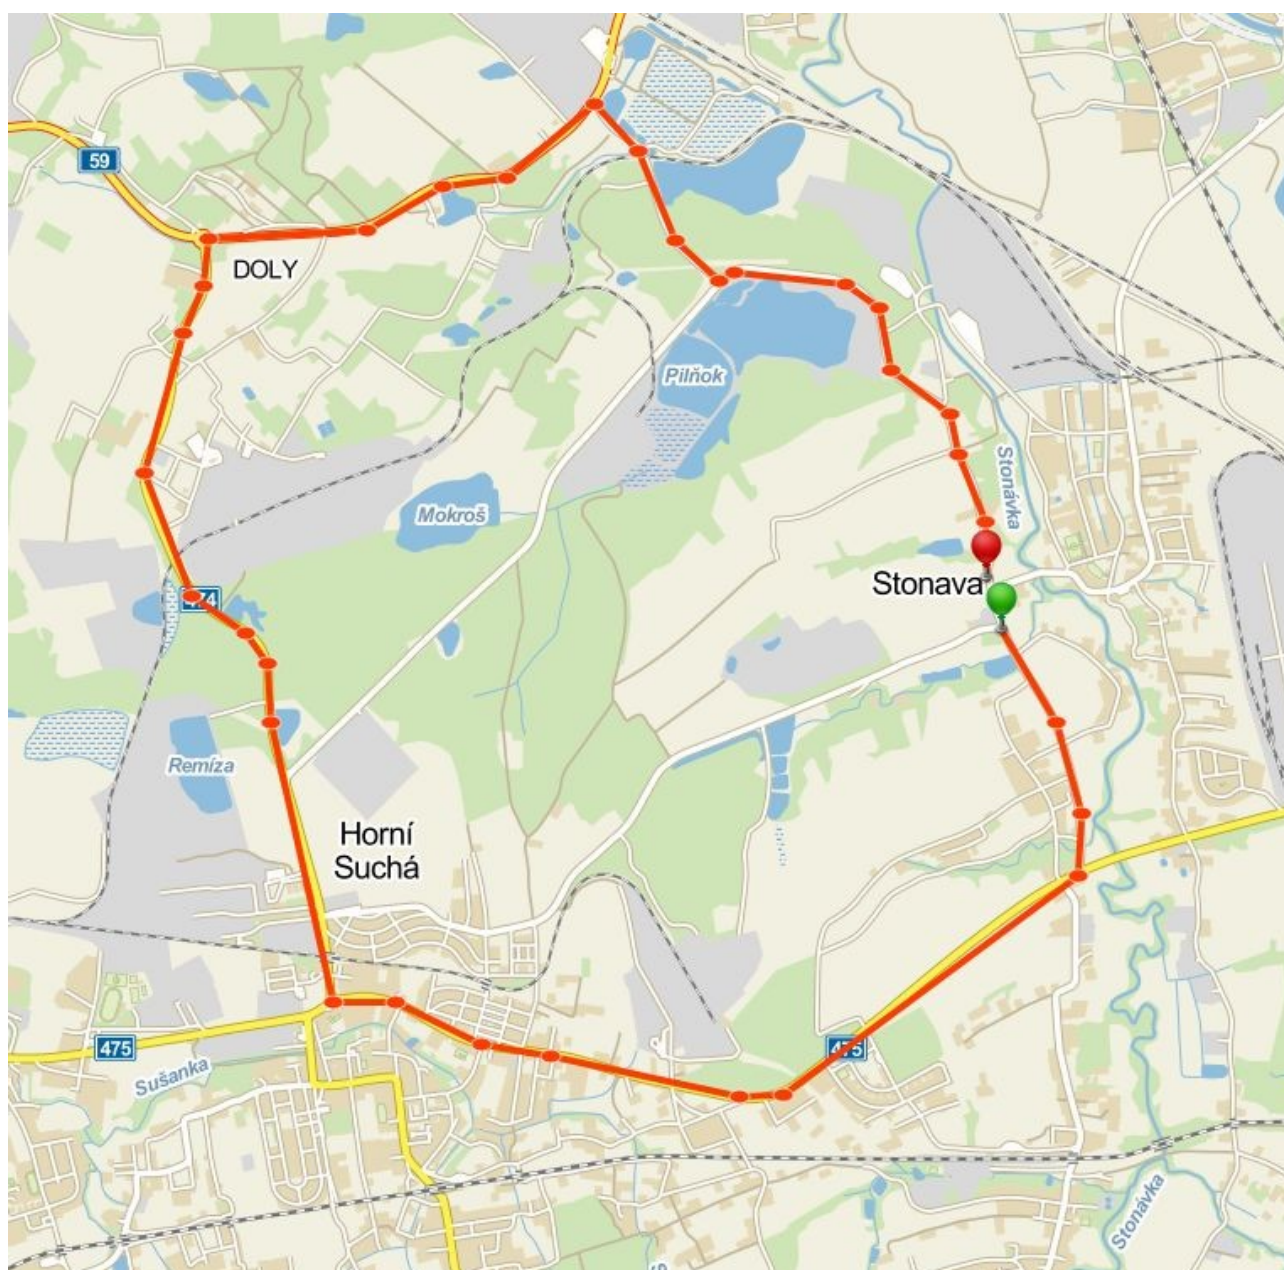 59
DOLY
Pilňok
Stonávka
Mokroš
Stonava
474
Remíza
Horní
Suchá
475
475
Sušanka
Stonávka